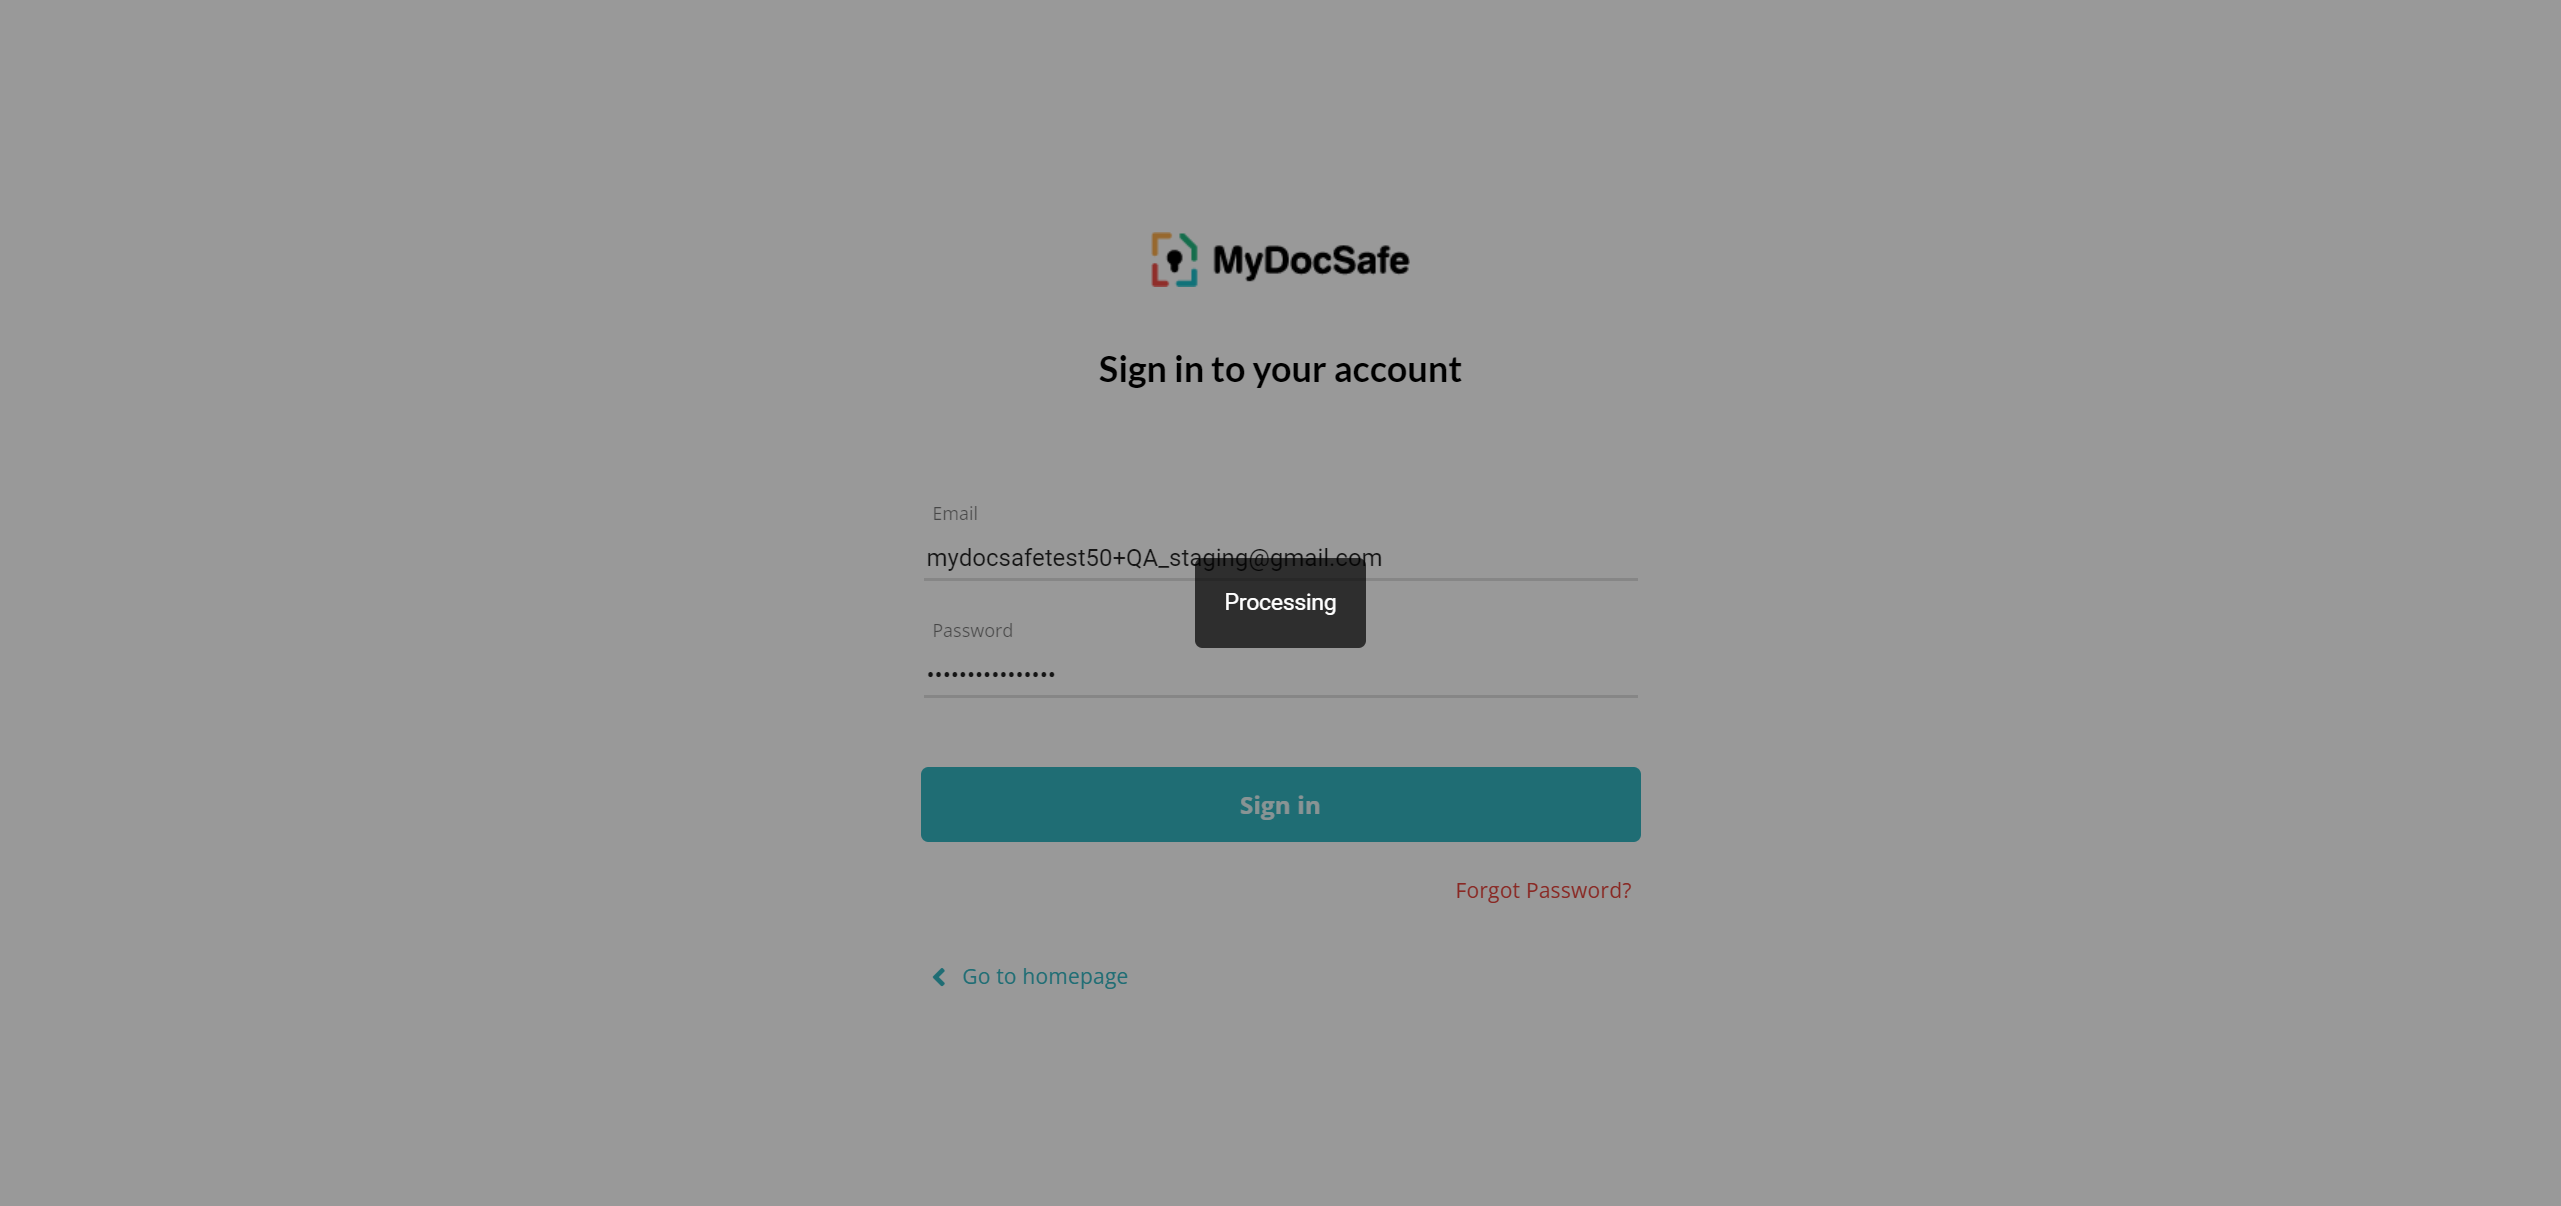 MyDocSafe
Sign in to your account
Email
mydocsafetest50+QA_staging@gmail.com
Processing
Password
••••••••••••••••
Sign in
Forgot Password?
Go to homepage